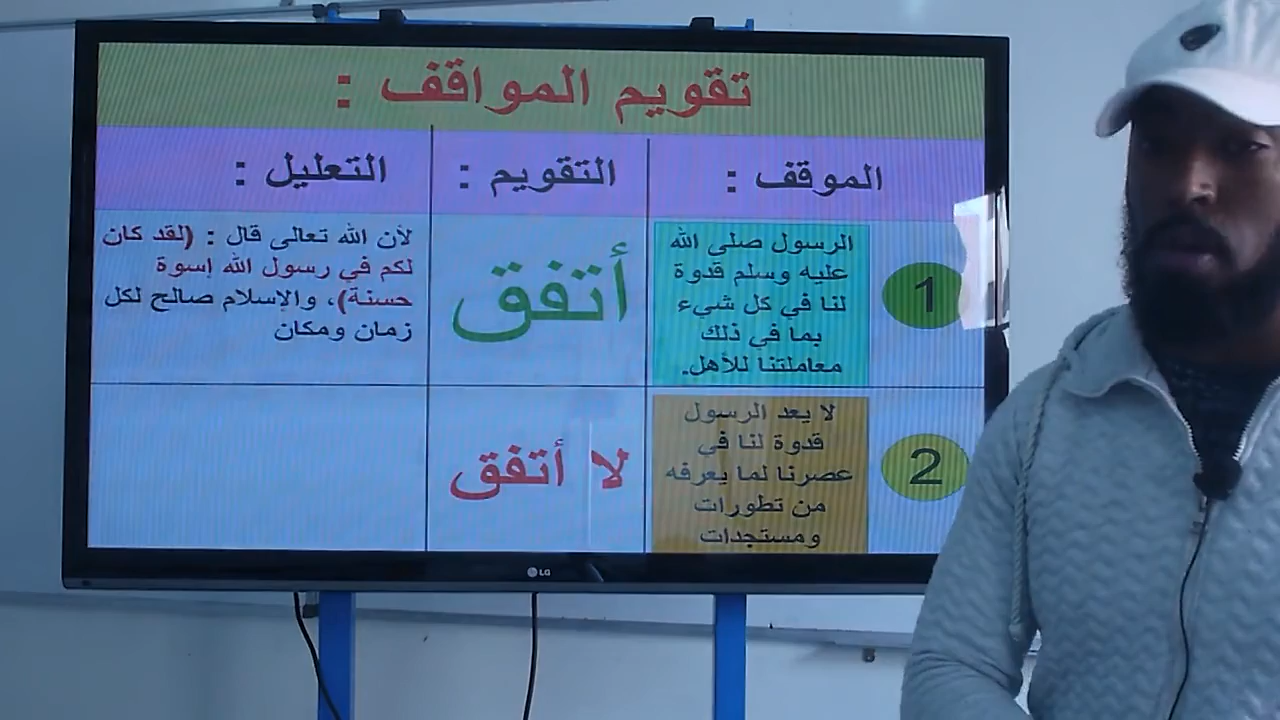 تقويم المواقف :
الموقف :
التقويم :
التعليل :
1
الرسول صلى الله
عليه وسلم قدوة
لنا في كل شيء
بما في ذلك
معاملتنا للأهل.
أتفق
لأن الله تعالى قال : (لقد كان
لكم في رسول الله اسوة
حسنة)، والإسلام صالح لكل
زمان ومكان
2
لا يعد الرسول
قدوة لنا في
عصرنا لما يعرفه
من تطورات
ومستجدات
لا أتفق
LG